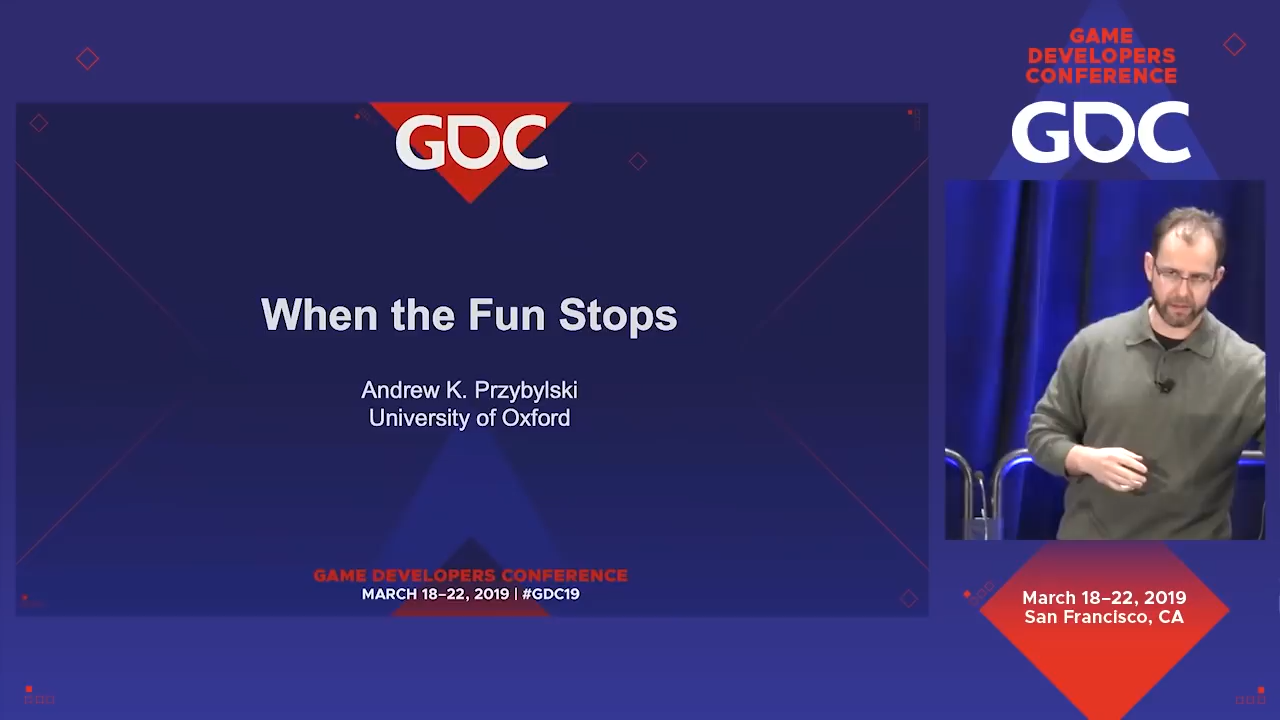 GDC
When the Fun Stops
Andrew K. Przybylski
University of Oxford
GAME DEVELOPERS CONFERENCE
MARCH 18–22, 2019 | #GDC19
GAME
DEVELOPERS
CONFERENCE
GDC
March 18–22, 2019
San Francisco, CA